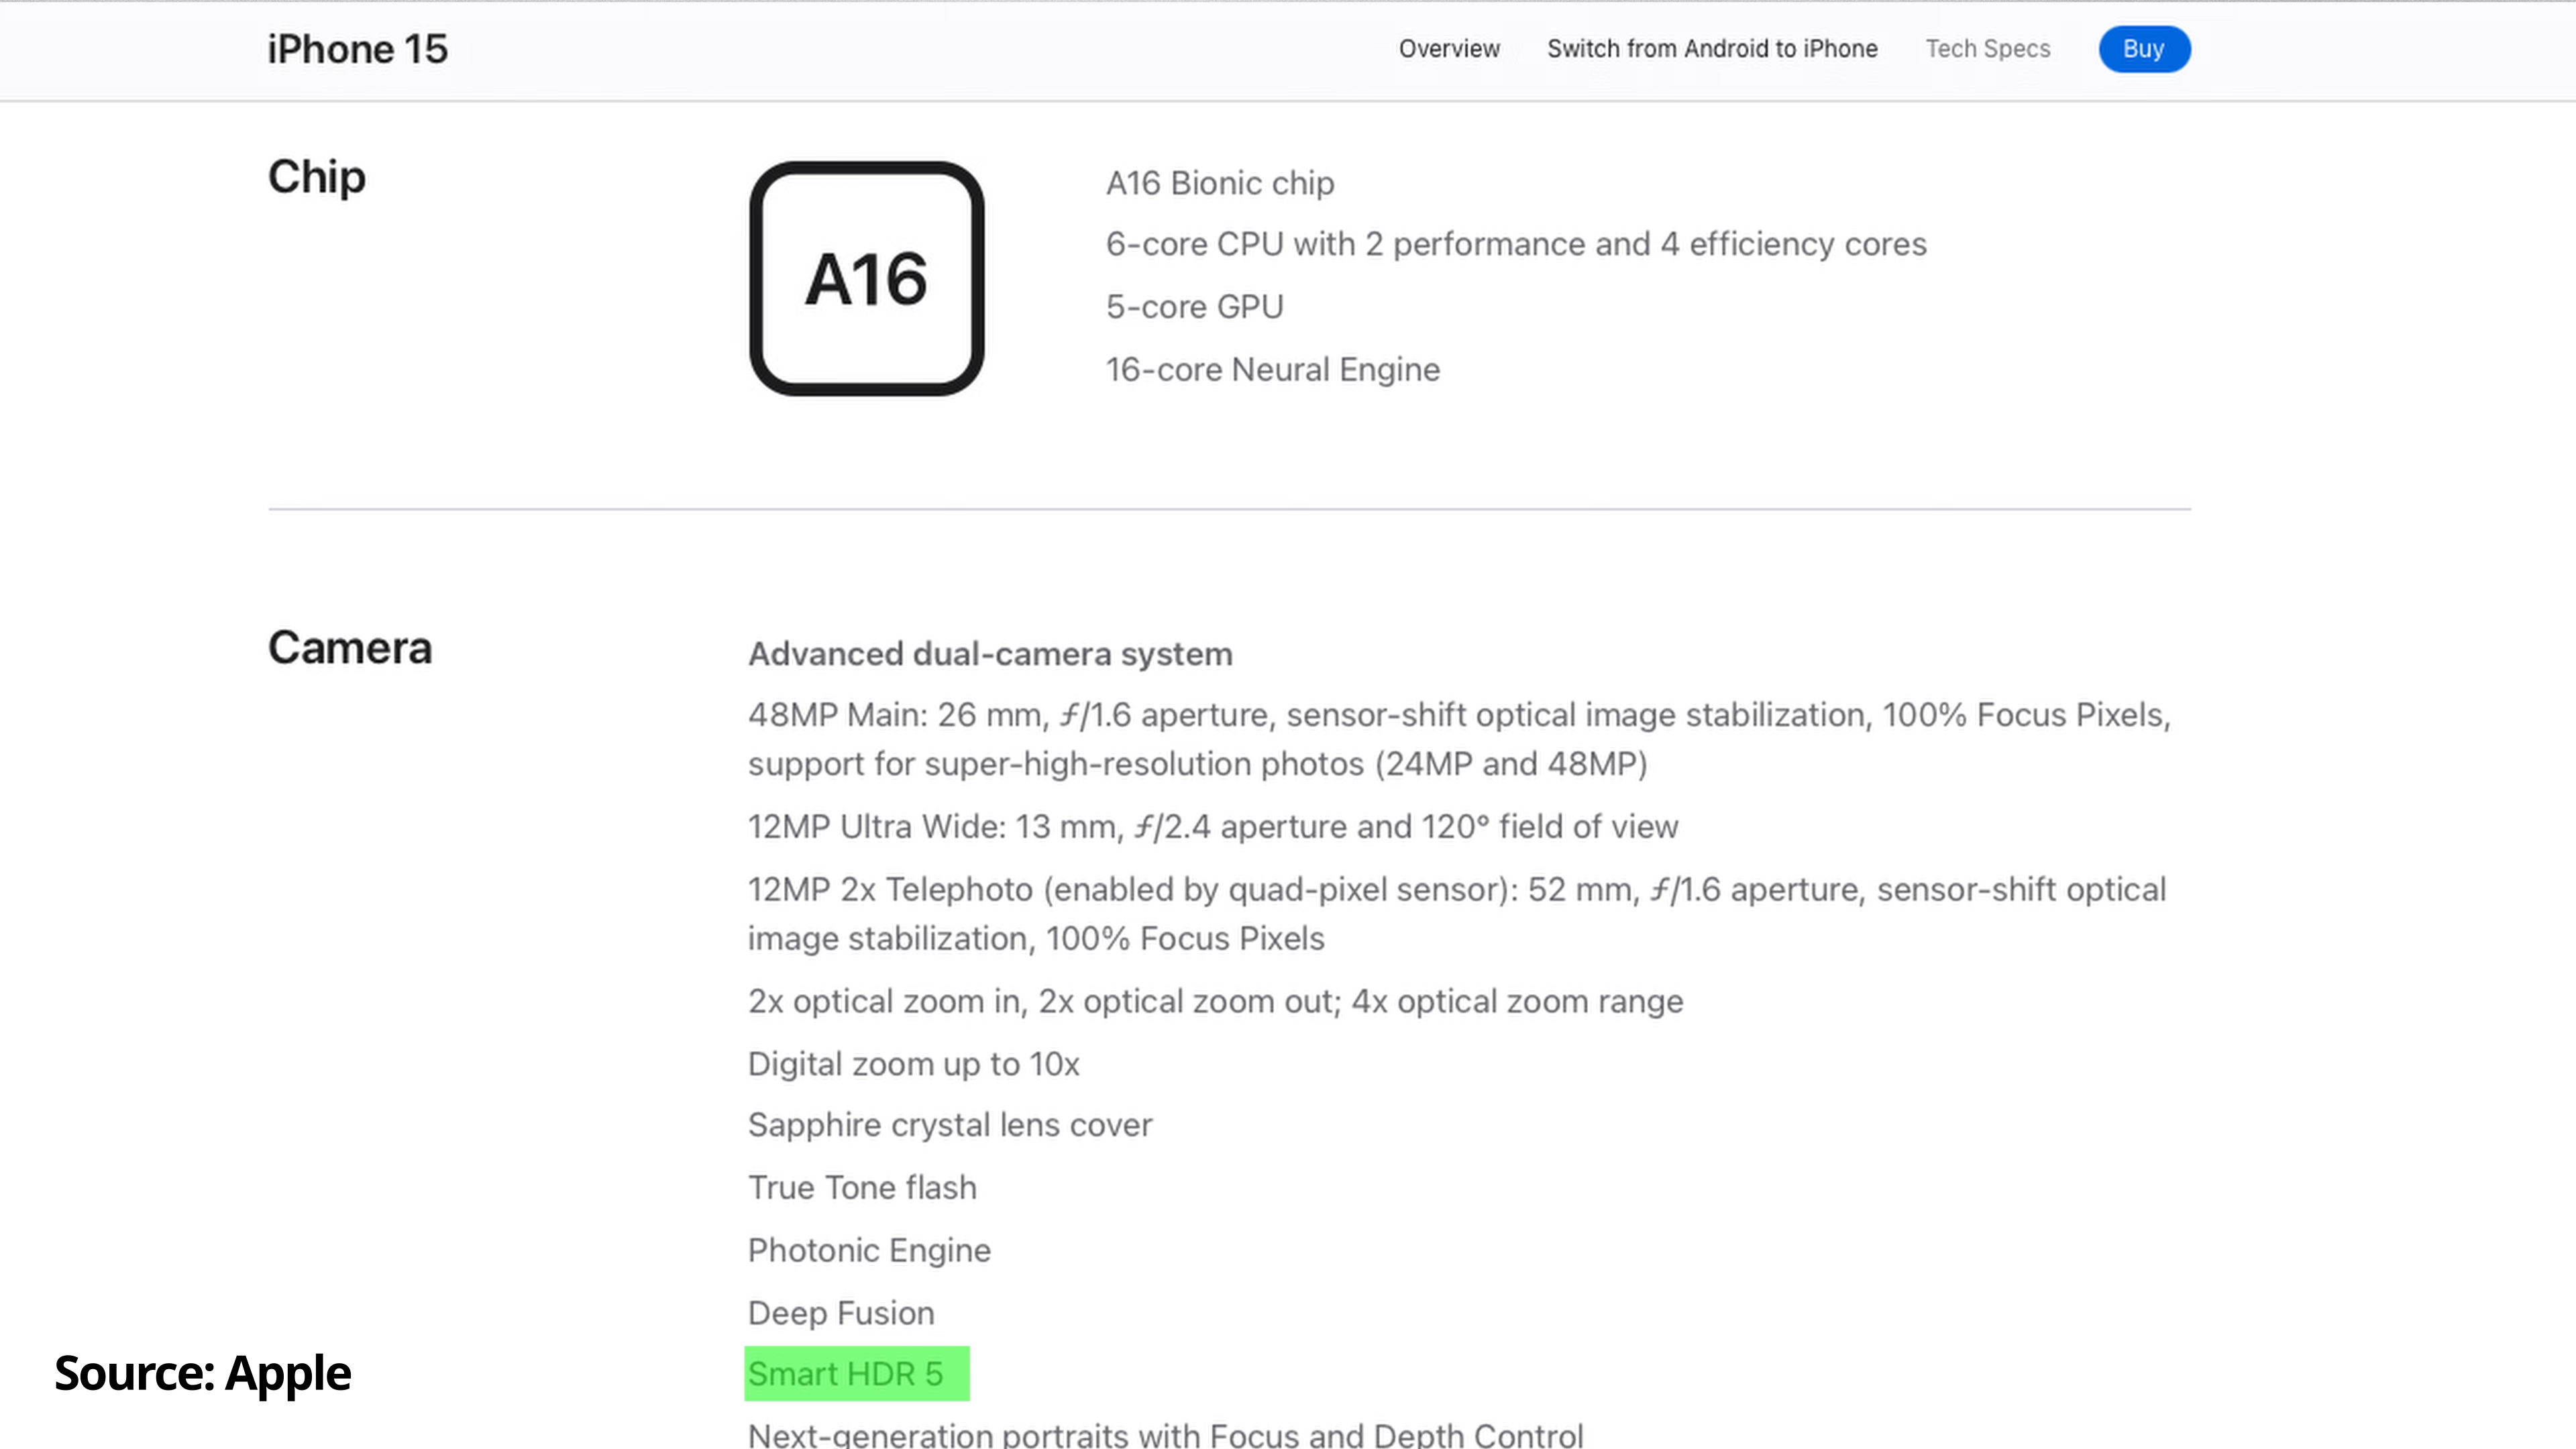 iPhone 15
Overview
Switch from Android to iPhone
Tech Specs
Buy
Chip
A16
A16 Bionic chip
6-core CPU with 2 performance and 4 efficiency cores
5-core GPU
16-core Neural Engine
Camera
Advanced dual-camera system
48MP Main: 26 mm, ƒ/1.6 aperture, sensor-shift optical image stabilization, 100% Focus Pixels,
support for super-high-resolution photos (24MP and 48MP)
12MP Ultra Wide: 13 mm, ƒ/2.4 aperture and 120° field of view
12MP 2x Telephoto (enabled by quad-pixel sensor): 52 mm, ƒ/1.6 aperture, sensor-shift optical
image stabilization, 100% Focus Pixels
2x optical zoom in, 2x optical zoom out; 4x optical zoom range
Digital zoom up to 10x
Sapphire crystal lens cover
True Tone flash
Photonic Engine
Deep Fusion
Smart HDR 5
Next-generation portraits with Focus and Depth Control
Source: Apple